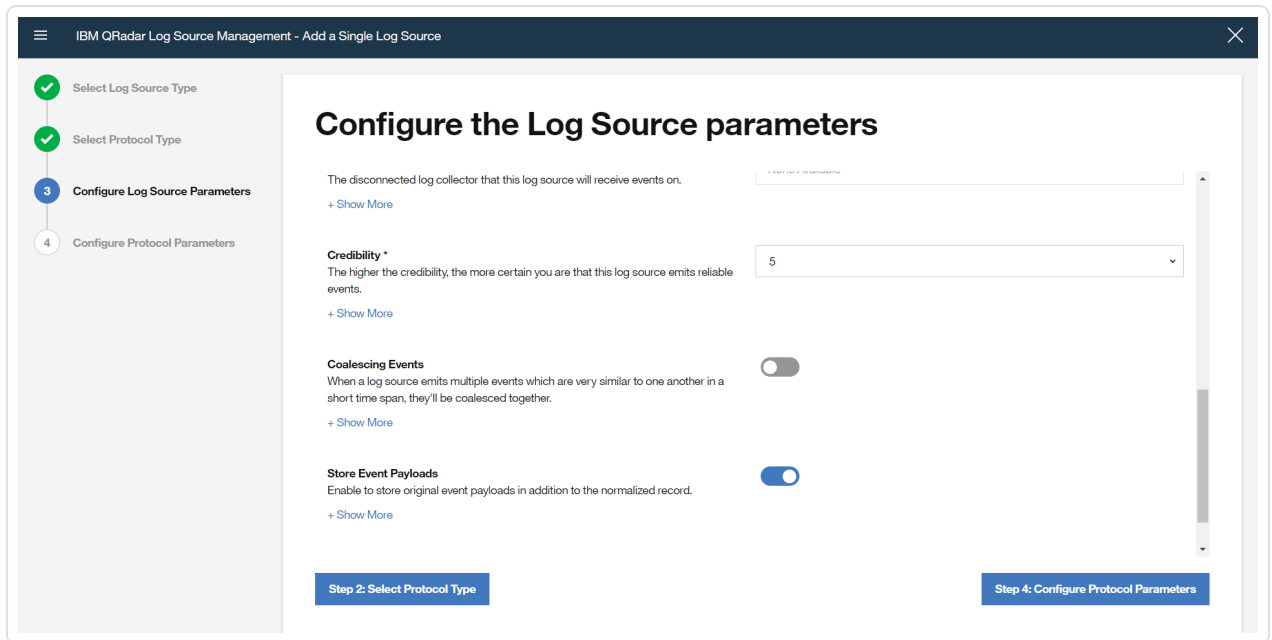 IBM QRadar Log Source Management - Add a Single Log Source
Select Log Source Type
Select Protocol Type
3 Configure Log Source Parameters
4 Configure Protocol Parameters
Configure the Log Source parameters
The disconnected log collector that this log source will receive events on.
None Available
+ Show More
Credibility *
The higher the credibility, the more certain you are that this log source emits reliable
events.
5
+ Show More
Coalescing Events
When a log source emits multiple events which are very similar to one another in a
short time span, they'll be coalesced together.
+ Show More
Store Event Payloads
Enable to store original event payloads in addition to the normalized record.
+ Show More
Step 2: Select Protocol Type
Step 4: Configure Protocol Parameters